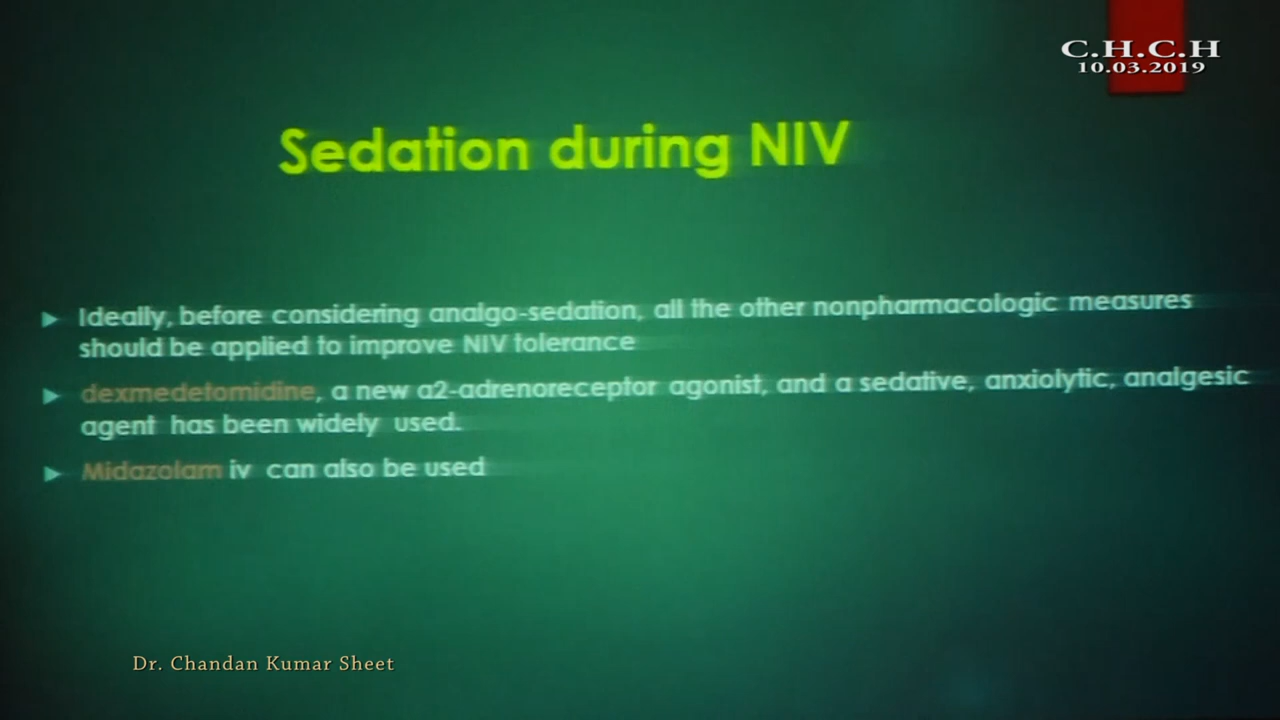 C.H.C.H
10.03.2019
Sedation during NIV
Ideally, before considering analgo-sedation, all the other nonpharmacologic measures
should be applied to improve NIV tolerance
dexmedetomidine, a new α2-adrenoreceptor agonist, and a sedative, anxiolytic, analgesic
agent has been widely used.
Midazolam iv can also be used
Dr. Chandan Kumar Sheet